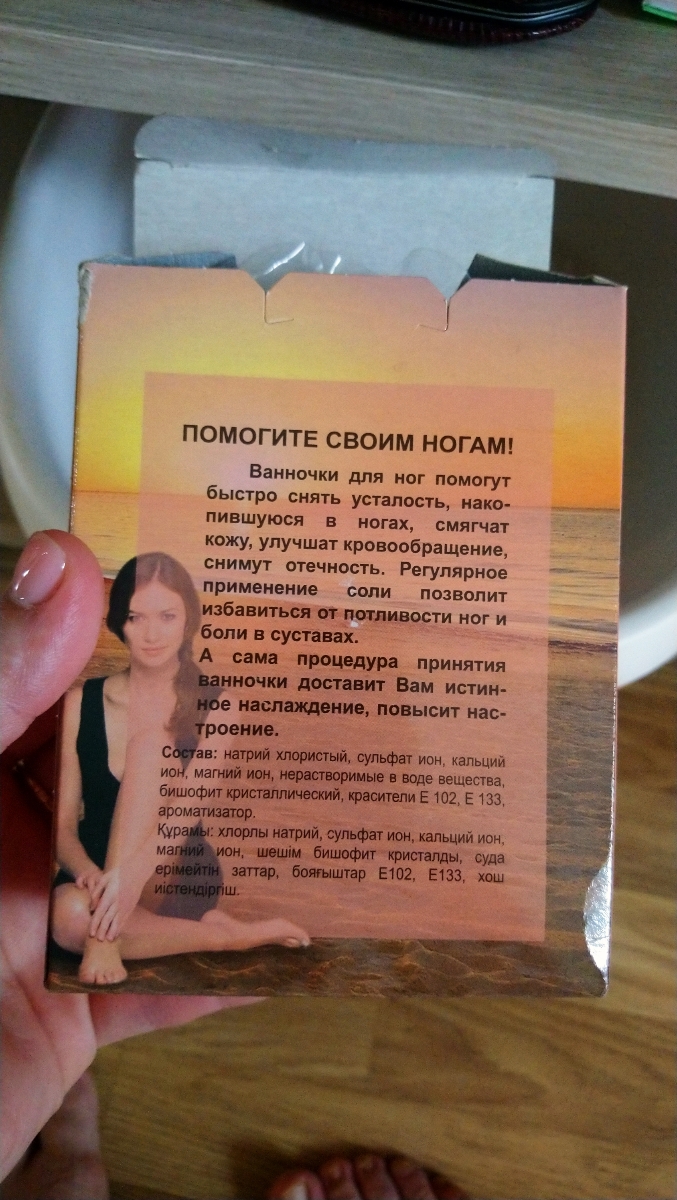 ПОМОГИТЕ СВОИМ НОГАМ!
Ванночки для ног помогут
быстро снять усталость, нако-
пившуюся в ногах, смягчат
кожу, улучшат кровообращение,
снимут отечность. Регулярное
применение соли позволит
избавиться от потливости ног и
боли в суставах.
А сама процедура принятия
ванночки доставит Вам истин-
ное наслаждение, повысит нас-
троение.
Состав: натрий хлористый, сульфат ион, кальций
ион, магний ион, нерастворимые в воде вещества,
бишофит кристаллический, красители Е 102, Е 133,
ароматизатор.
Құрамы: хлорлы натрий, сульфат ион, кальций ион,
магний ион, шешім бишофит кристалды, суда
ерімейтін заттар, бояғыштар Е102, Е133, хош
иістендіргіш.